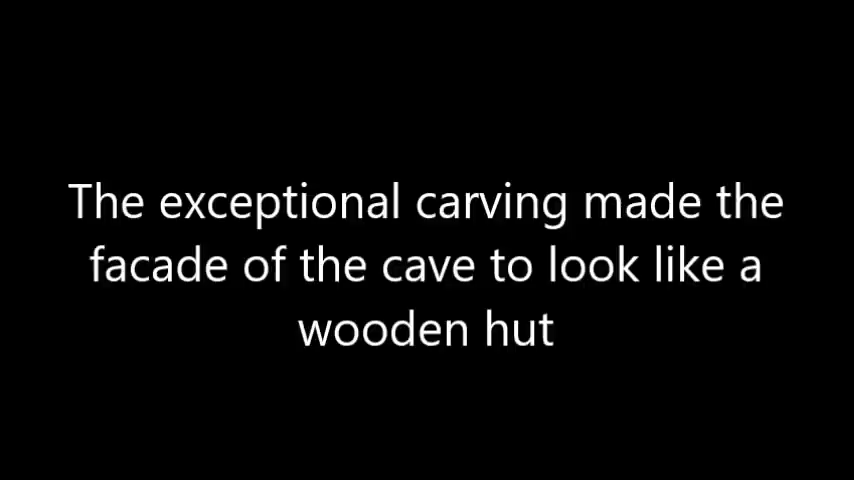 The exceptional carving made the
facade of the cave to look like a
wooden hut